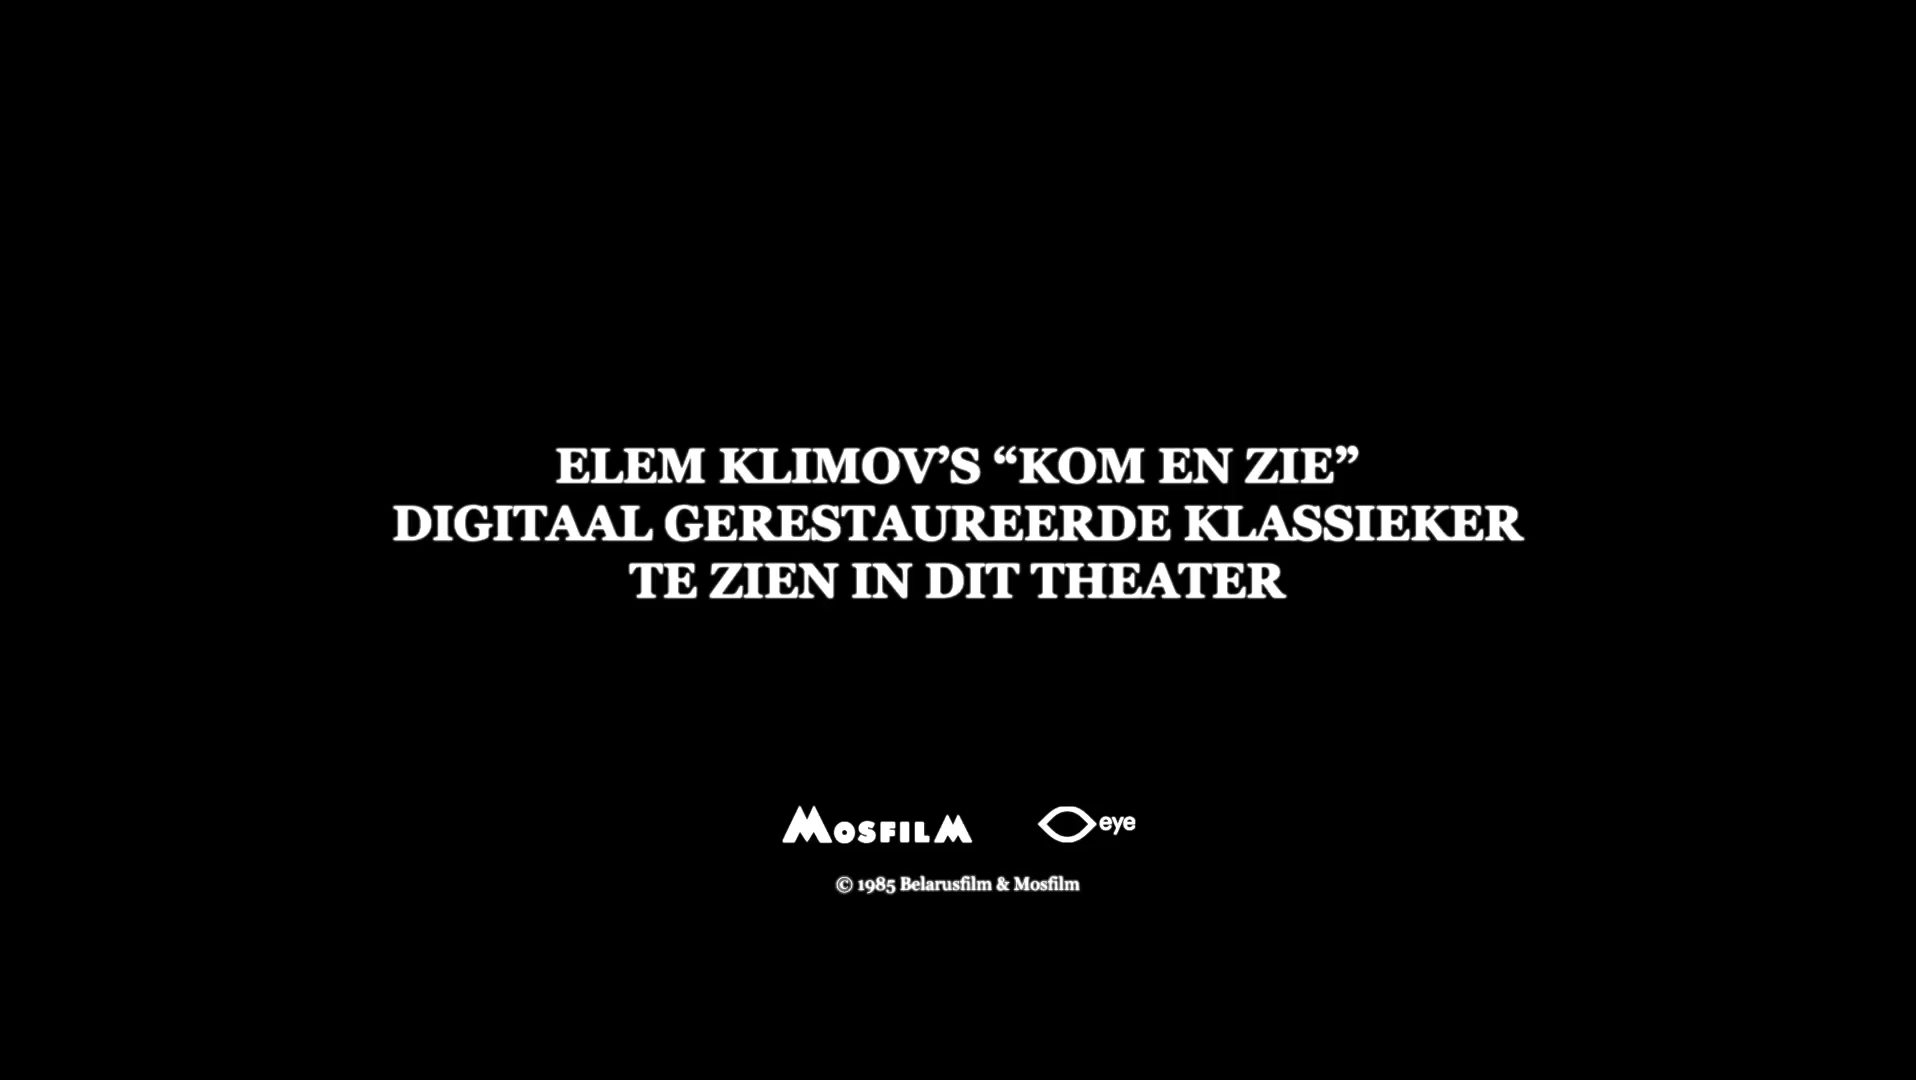 ELEM KLIMOV’S “KOM EN ZIE”
DIGITAAL GERESTAUREERDE KLASSIEKER
TE ZIEN IN DIT THEATER
MOSFILM eye
© 1985 Belarusfilm & Mosfilm